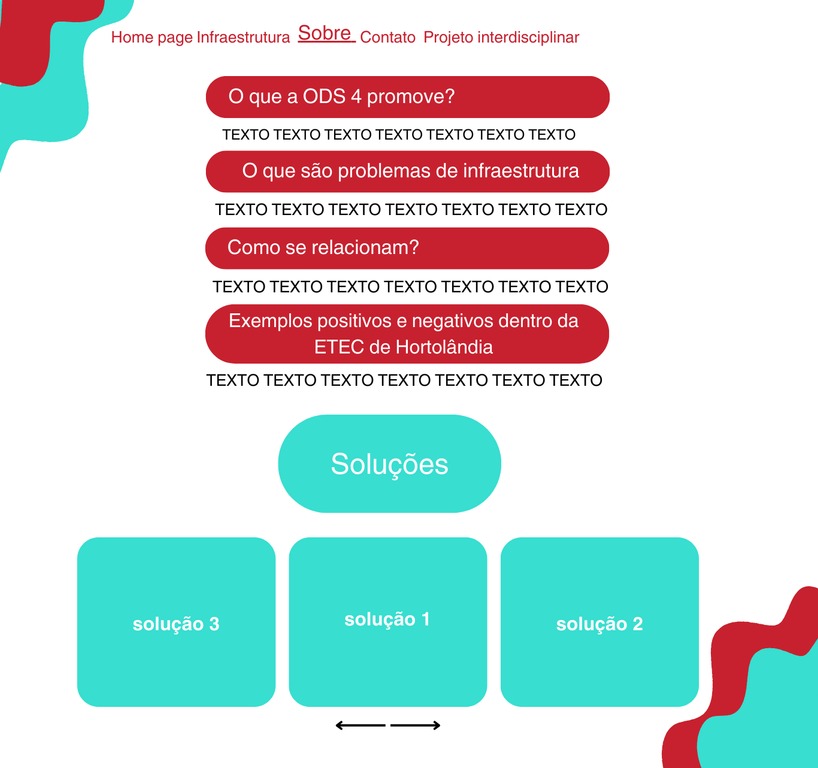 Home page Infraestrutura Sobre Contato Projeto interdisciplinar
O que a ODS 4 promove?
TEXTO TEXTO TEXTO TEXTO TEXTO TEXTO TEXTO
O que são problemas de infraestrutura
TEXTO TEXTO TEXTO TEXTO TEXTO TEXTO TEXTO
Como se relacionam?
TEXTO TEXTO TEXTO TEXTO TEXTO TEXTO TEXTO
Exemplos positivos e negativos dentro da
ETEC de Hortolândia
TEXTO TEXTO TEXTO TEXTO TEXTO TEXTO TEXTO
Soluções
solução 3 solução 1 solução 2